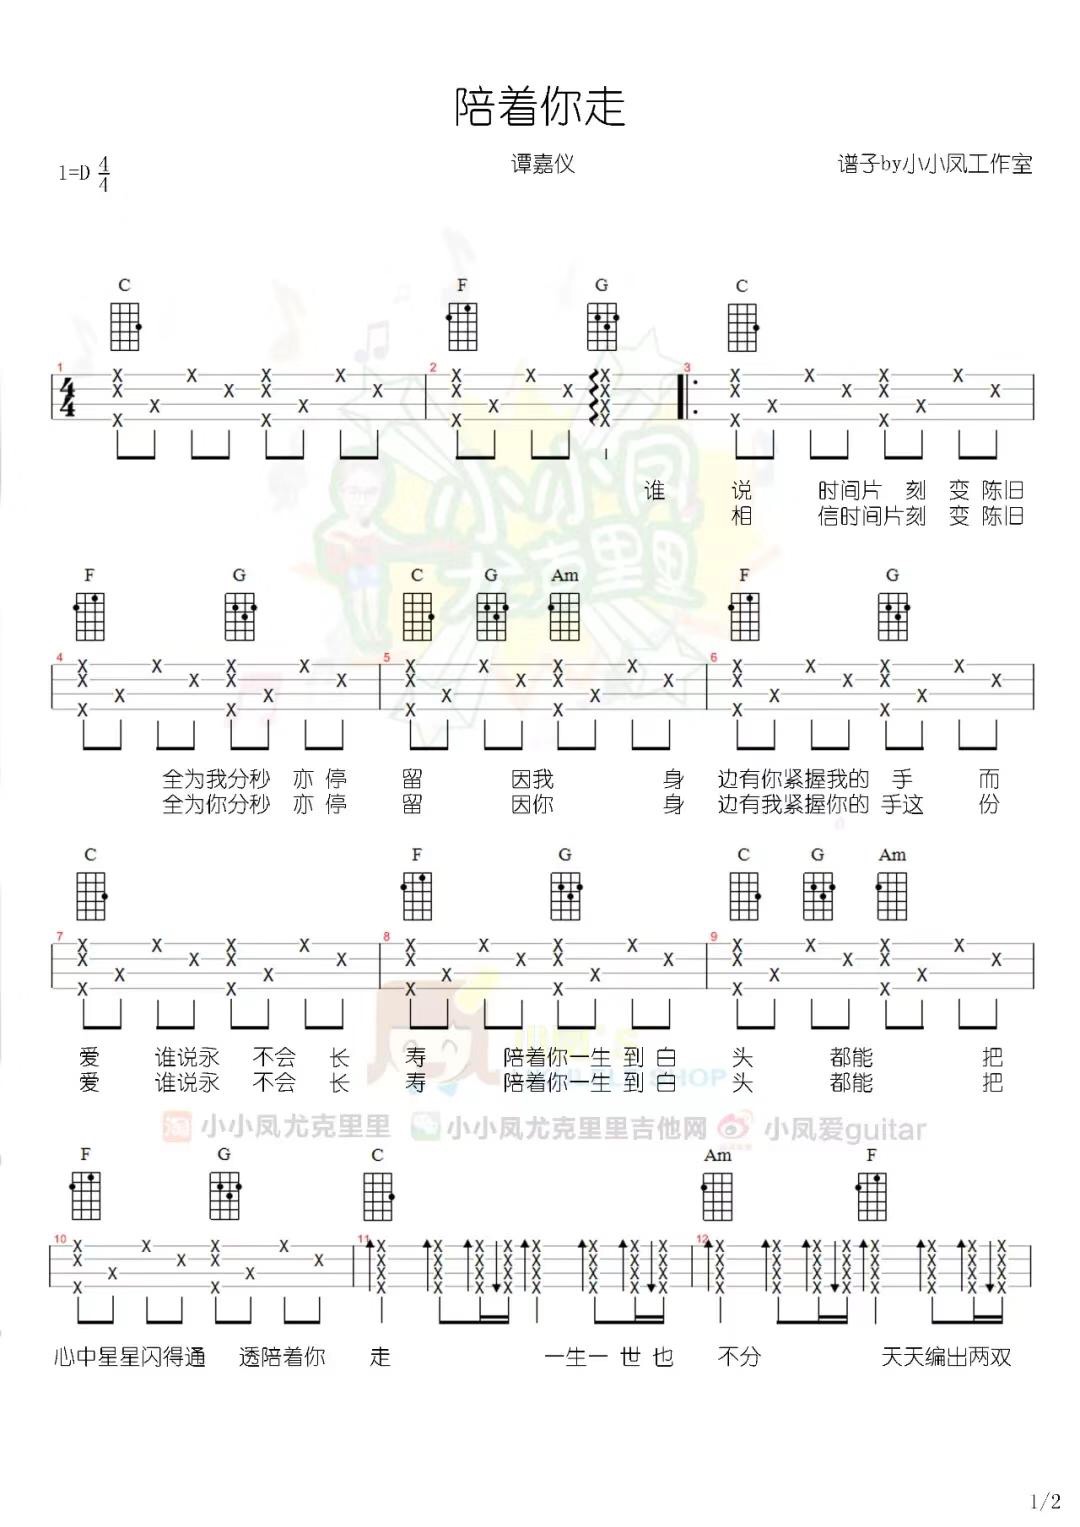 陪着你走
1=D 4/4 谭嘉仪 谱子by小小凤工作室
C F G C
1 2 3
谁 说 时间片 刻 变 陈旧
相 信时间片刻 变 陈旧
小小凤
尤克里里
F G C G Am F G
4 5 6
全为我分秒 亦 停 留 因我 身 边有你紧握我的 手 而
全为你分秒 亦 停 留 因你 身 边有我紧握你的 手这 份
C F G C G Am
7 8 9
爱 谁说永 不会 长 寿 陪着你一生 到 白 头 都能 把
爱 谁说永 不会 长 寿 陪着你一生 到 白 头 都能 把
SHOP
淘 小小凤尤克里里 小小凤尤克里里吉他网 小凤爱guitar
F G C Am F
10 11 12
心中星星闪得通 透陪着你 走 一生一 世 也 不分 天天编出两双
1/2